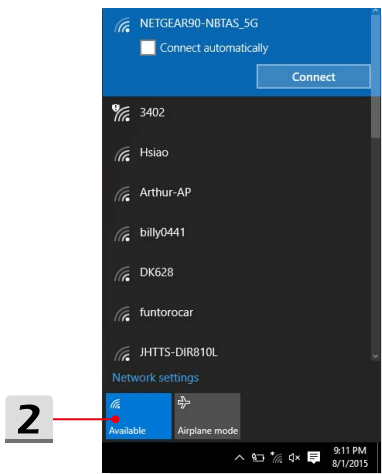 NETGEAR90-NBTAS_5G
Connect automatically
Connect
3402
Hsiao
Arthur-AP
billy0441
DK628
funtorocar
JHTTS-DIR810L
Network settings
2
Available
Airplane mode
9:11 PM
8/1/2015